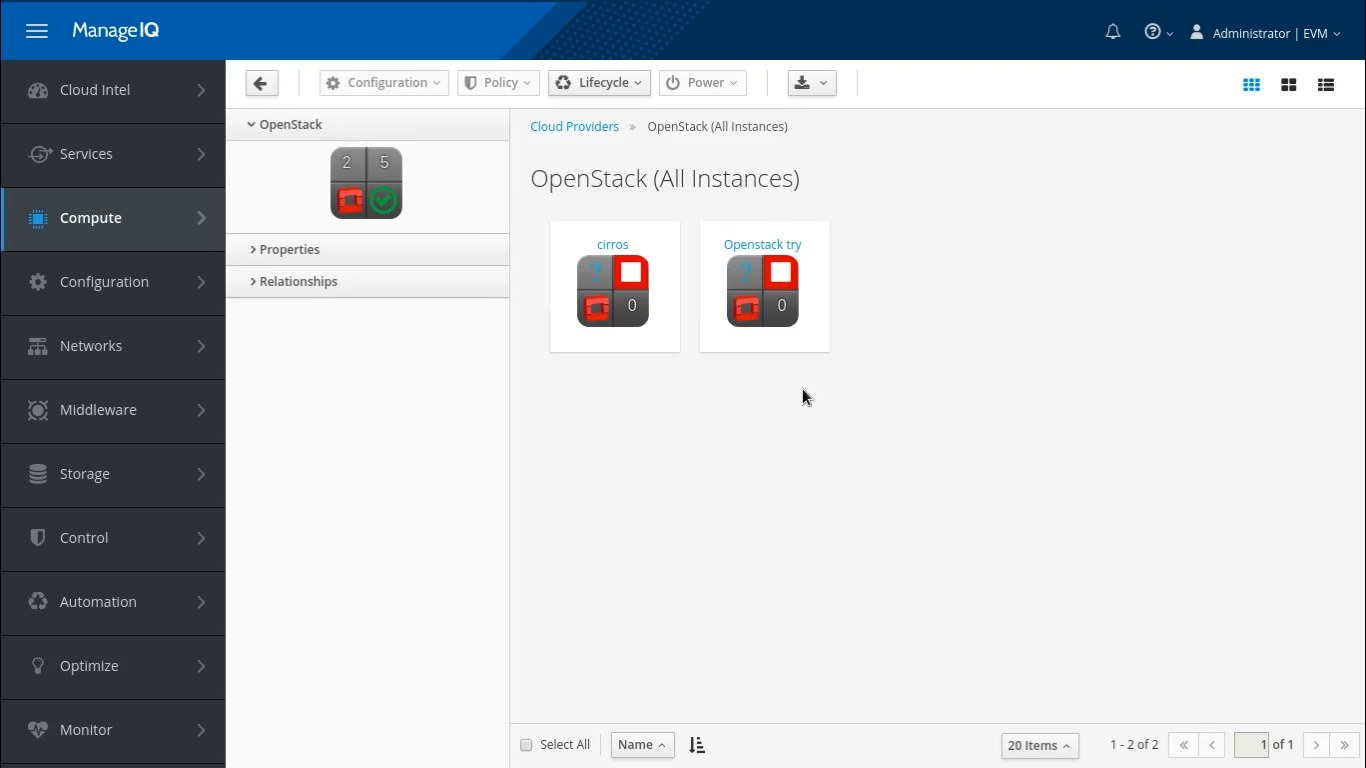 ManageIQ
Administrator | EVM
Cloud Intel
Services
Compute
Configuration
Networks
Middleware
Storage
Control
Automation
Optimize
Monitor
Configuration
Policy
Lifecycle
Power
OpenStack
2 5
Properties
Relationships
Cloud Providers » OpenStack (All Instances)
OpenStack (All Instances)
cirros
?
0
Openstack try
?
0
Select All
Name
20 Items
1 - 2 of 2
« ‹ 1 of 1 › »